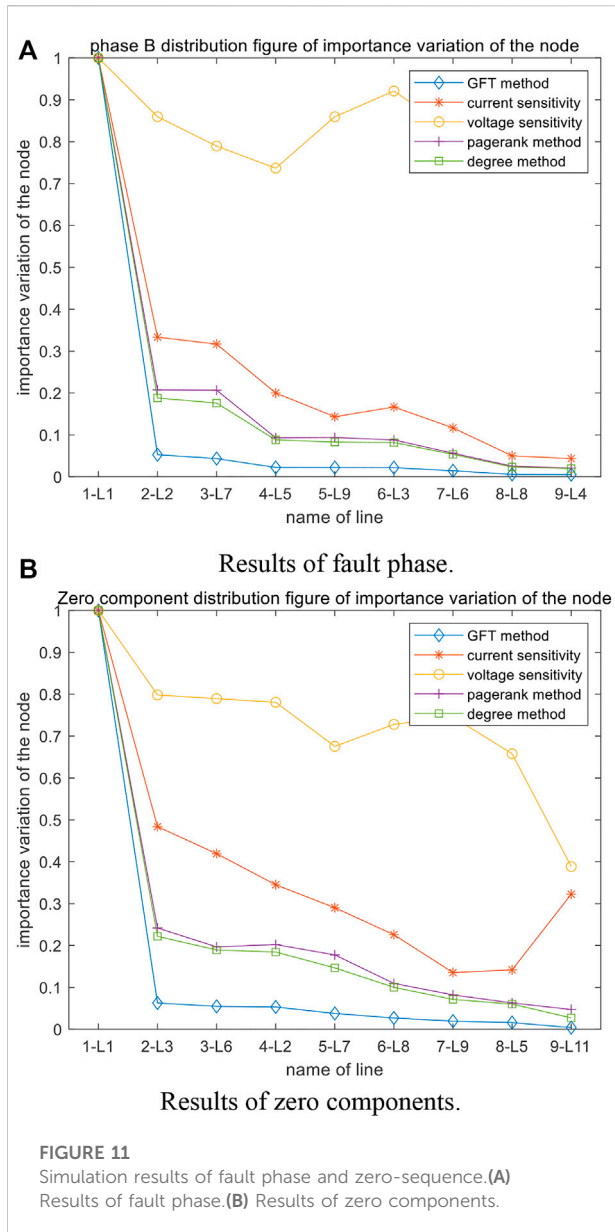 A
phase B distribution figure of importance variation of the node
1
0.9
0.8
0.7
0.6
0.5
0.4
0.3
0.2
0.1
0
importance variation of the node
GFT method
current sensitivity
voltage sensitivity
pagerank method
degree method
1-L1 2-L2 3-L7 4-L5 5-L9 6-L3 7-L6 8-L8 9-L4
name of line
Results of fault phase.
B
Zero component distribution figure of importance variation of the node
1
0.9
0.8
0.7
0.6
0.5
0.4
0.3
0.2
0.1
0
importance variation of the node
GFT method
current sensitivity
voltage sensitivity
pagerank method
degree method
1-L1 2-L3 3-L6 4-L2 5-L7 6-L8 7-L9 8-L5 9-L11
name of line
Results of zero components.
FIGURE 11
Simulation results of fault phase and zero-sequence.(A)
Results of fault phase.(B) Results of zero components.